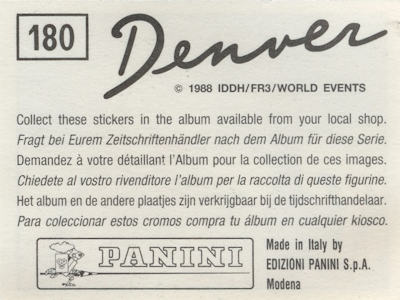 180
Denver
© 1988 IDDH/FR3/WORLD EVENTS
Collect these stickers in the album available from your local shop.
Fragt bei Eurem Zeitschriftenhändler nach dem Album für diese Serie.
Demandez à votre détaillant l'Album pour la collection de ces images.
Chiedete al vostro rivenditore l'album per la raccolta di queste figurine.
Het album en de andere plaatjes zijn verkrijgbaar bij de tijdschrifthandelaar.
Para coleccionar estos cromos compra tu álbum en cualquier kiosco.
PANINI
Made in Italy by
EDIZIONI PANINI S.p.A.
Modena